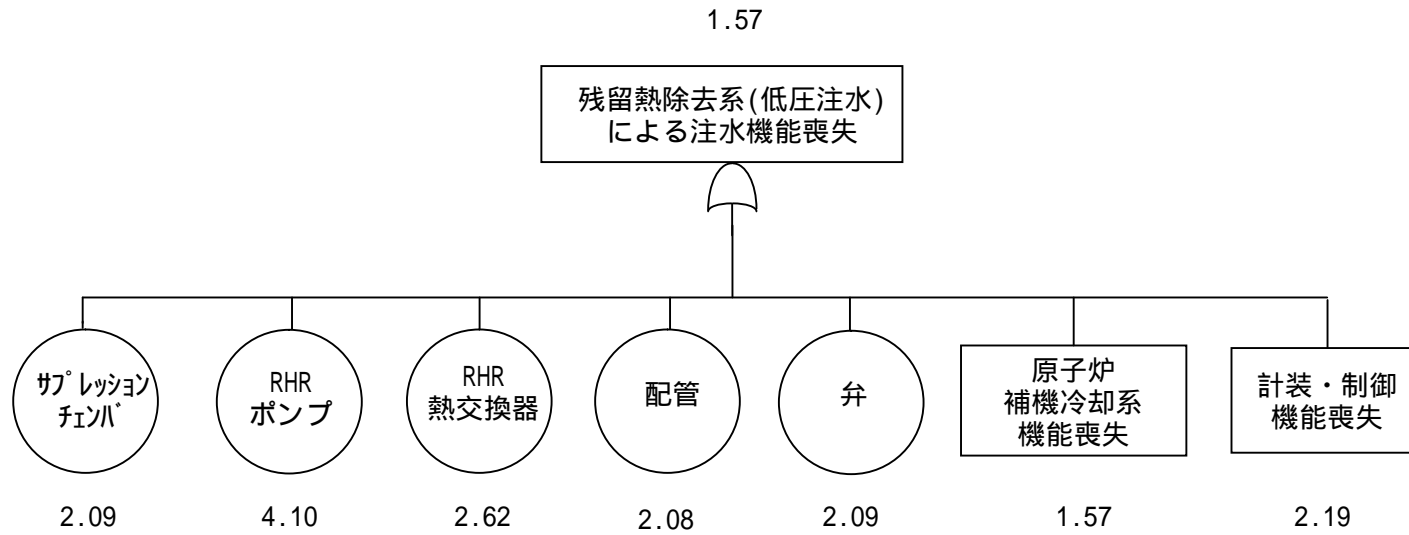 1.57
残留熱除去系(低圧注水)
による注水機能喪失
ｻﾌﾟﾚｯｼｮﾝ
ﾁｪﾝﾊﾞ
RHR
ポンプ
RHR
熱交換器
配管
弁
原子炉
補機冷却系
機能喪失
計装・制御
機能喪失
2.09
4.10
2.62
2.08
2.09
1.57
2.19